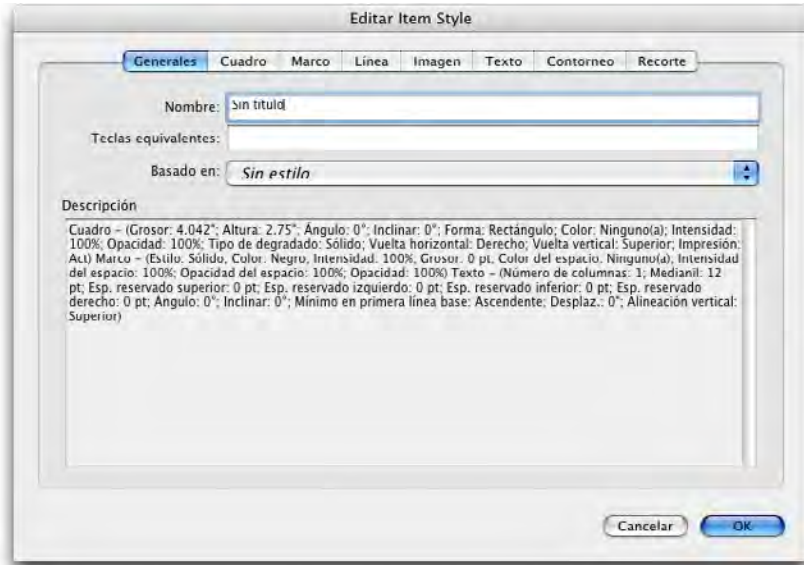 Editar Item Style
Generales Cuadro Marco Línea Imagen Texto Contorneo Recorte
Nombre: Sin título
Teclas equivalentes:
Basado en: Sin estilo
Descripción
Cuadro – (Grosor: 4.042"; Altura: 2.75"; Ángulo: 0°; Inclinar: 0°; Forma: Rectángulo; Color: Ninguno(a); Intensidad:
100%; Opacidad: 100%; Tipo de degradado: Sólido; Vuelta horizontal: Derecho; Vuelta vertical: Superior; Impresión:
Act) Marco – (Estilo: Sólido, Color: Negro, Intensidad: 100%, Grosor: 0 pt, Color del espacio: Ninguno(a), Intensidad
del espacio: 100%; Opacidad del espacio: 100%; Opacidad: 100%) Texto – (Número de columnas: 1; Medianil: 12
pt; Esp. reservado superior: 0 pt; Esp. reservado izquierdo: 0 pt; Esp. reservado inferior: 0 pt; Esp. reservado
derecho: 0 pt; Ángulo: 0°; Inclinar: 0°; Mínimo en primera línea base: Ascendente; Desplaz.: 0"; Alineación vertical:
Superior)
Cancelar OK